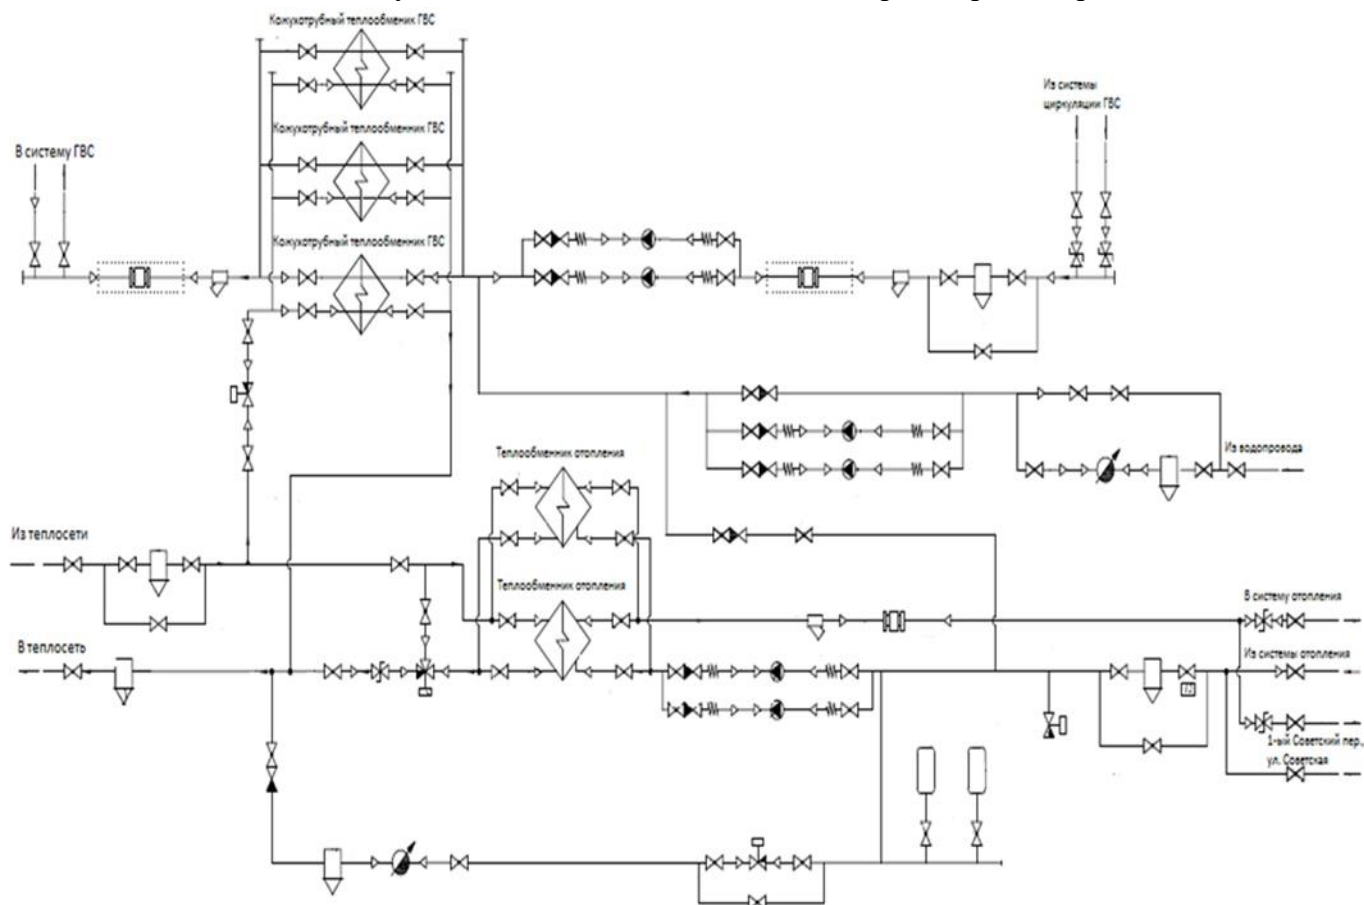 Кожухотрубный теплообменник ГВС
Из системы
циркуляции ГВС
Кожухотрубный теплообменник ГВС
В систему ГВС
Кожухотрубный теплообменник ГВС
Теплообменник отопления
Из водопровода
Из теплосети
Теплообменник отопления
В систему отопления
В теплосеть
Из системы отопления
1-ый Советский пер.,
ул. Советская